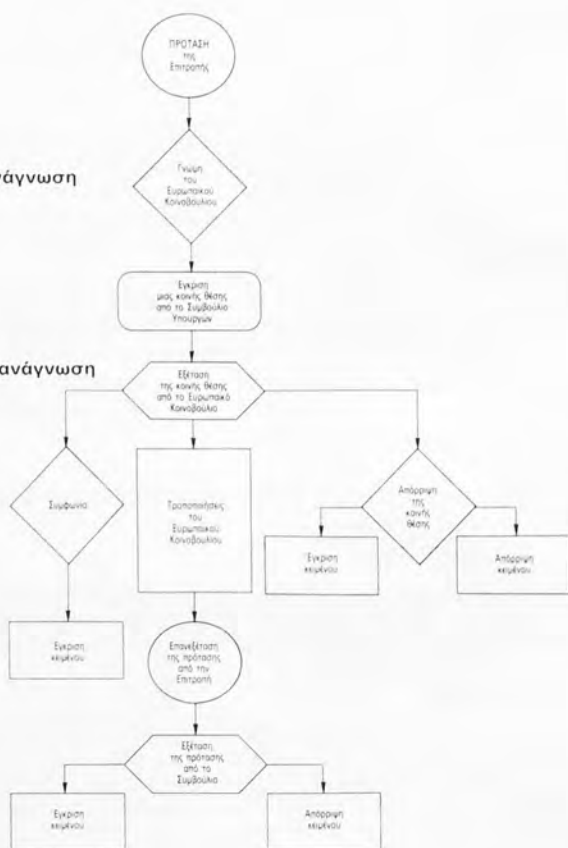 ΠΡΟΤΑΣΗ
της
Επιτροπής
Γνώμη
του
Ευρωπαϊκού
Κοινοβουλίου
Έγκριση
μιας κοινής θέσης
από το Συμβούλιο
Υπουργών
ανάγνωση
Εξέταση
της κοινής θέσης
από το Ευρωπαϊκό
Κοινοβούλιο
Συμφωνία
Τροποποιήσεις
του
Ευρωπαϊκού
Κοινοβουλίου
Απόρριψη
της
κοινής
θέσης
Έγκριση
κειμένου
Απόρριψη
κειμένου
Έγκριση
κειμένου
Επανεξέταση
της πρότασης
από την
Επιτροπή
Εξέταση
της πρότασης
από το
Συμβούλιο
Έγκριση
κειμένου
Απόρριψη
κειμένου